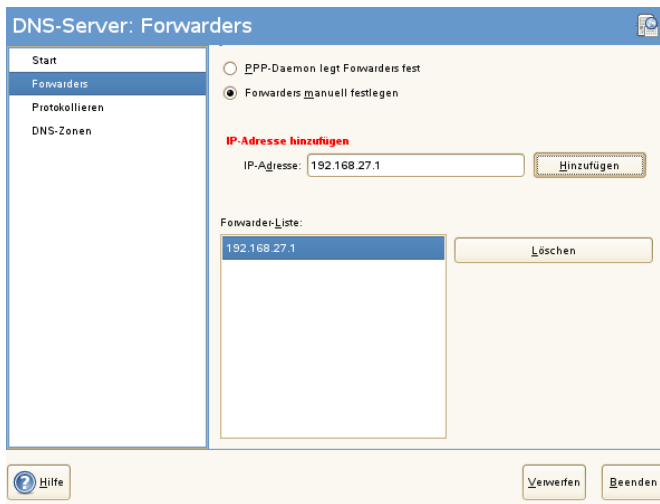 DNS-Server: Forwarders
Start
Forwarders
Protokollieren
DNS-Zonen
PPP-Daemon legt Forwarders fest
Forwarders manuell festlegen
IP-Adresse hinzufügen
IP-Adresse: 192.168.27.1 Hinzufügen
Forwarder-Liste:
192.168.27.1
Löschen
Hilfe
Verwerfen
Beenden